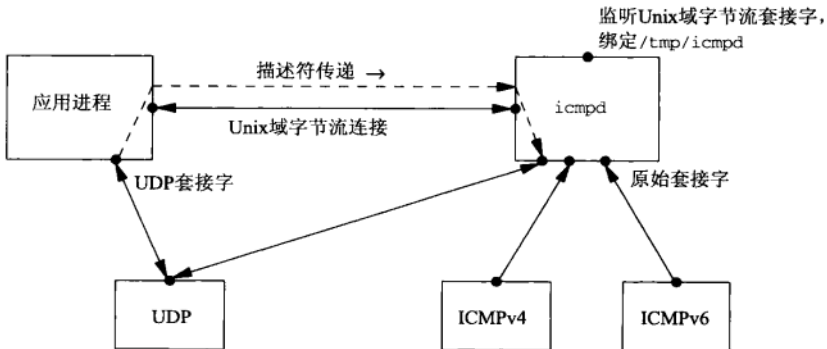 监听Unix域字节流套接字，
绑定/tmp/icmpd
描述符传递 →
应用进程
icmpd
Unix域字节流连接
UDP套接字
原始套接字
UDP
ICMPv4
ICMPv6